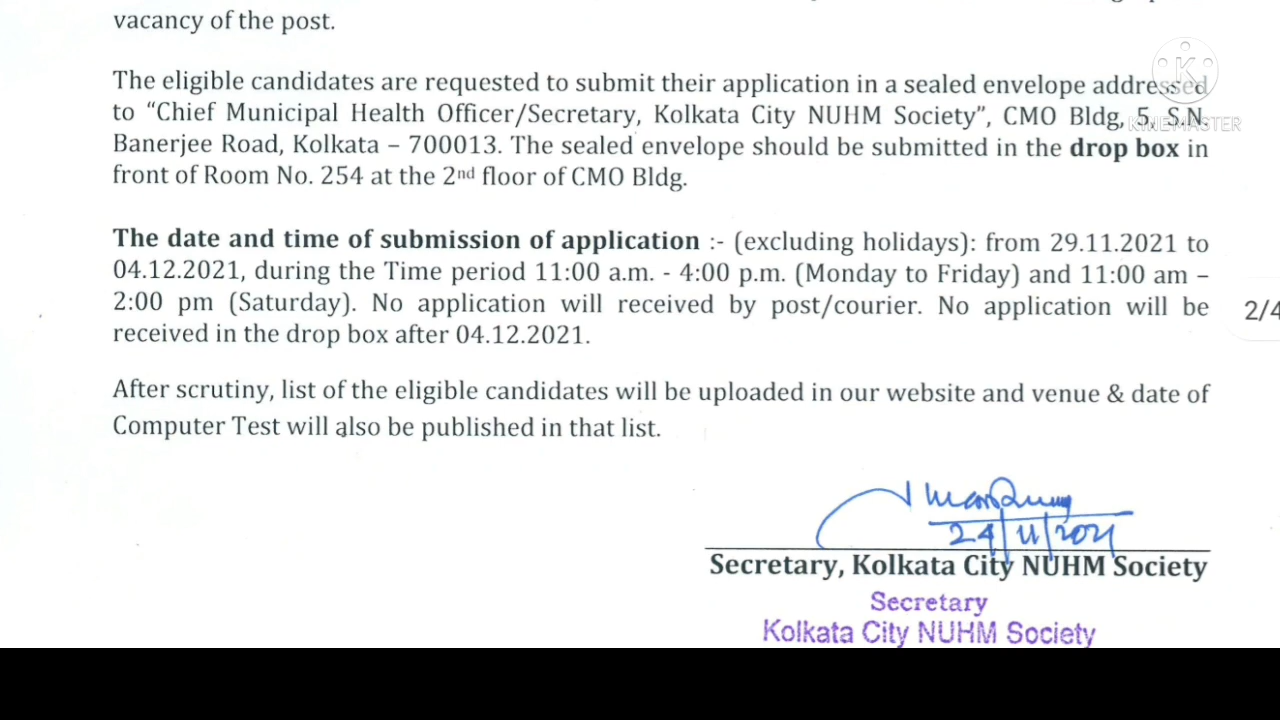 vacancy of the post.
The eligible candidates are requested to submit their application in a sealed envelope addressed
to “Chief Municipal Health Officer/Secretary, Kolkata City NUHM Society”, CMO Bldg, 5, S.N.
Banerjee Road, Kolkata – 700013. The sealed envelope should be submitted in the drop box in
front of Room No. 254 at the 2nd floor of CMO Bldg.
The date and time of submission of application :- (excluding holidays): from 29.11.2021 to
04.12.2021, during the Time period 11:00 a.m. - 4:00 p.m. (Monday to Friday) and 11:00 am –
2:00 pm (Saturday). No application will received by post/courier. No application will be
received in the drop box after 04.12.2021.
After scrutiny, list of the eligible candidates will be uploaded in our website and venue & date of
Computer Test will also be published in that list.
24/11/2021
Secretary, Kolkata City NUHM Society
Secretary
Kolkata City NUHM Society
K
KINEMASTER
2/4